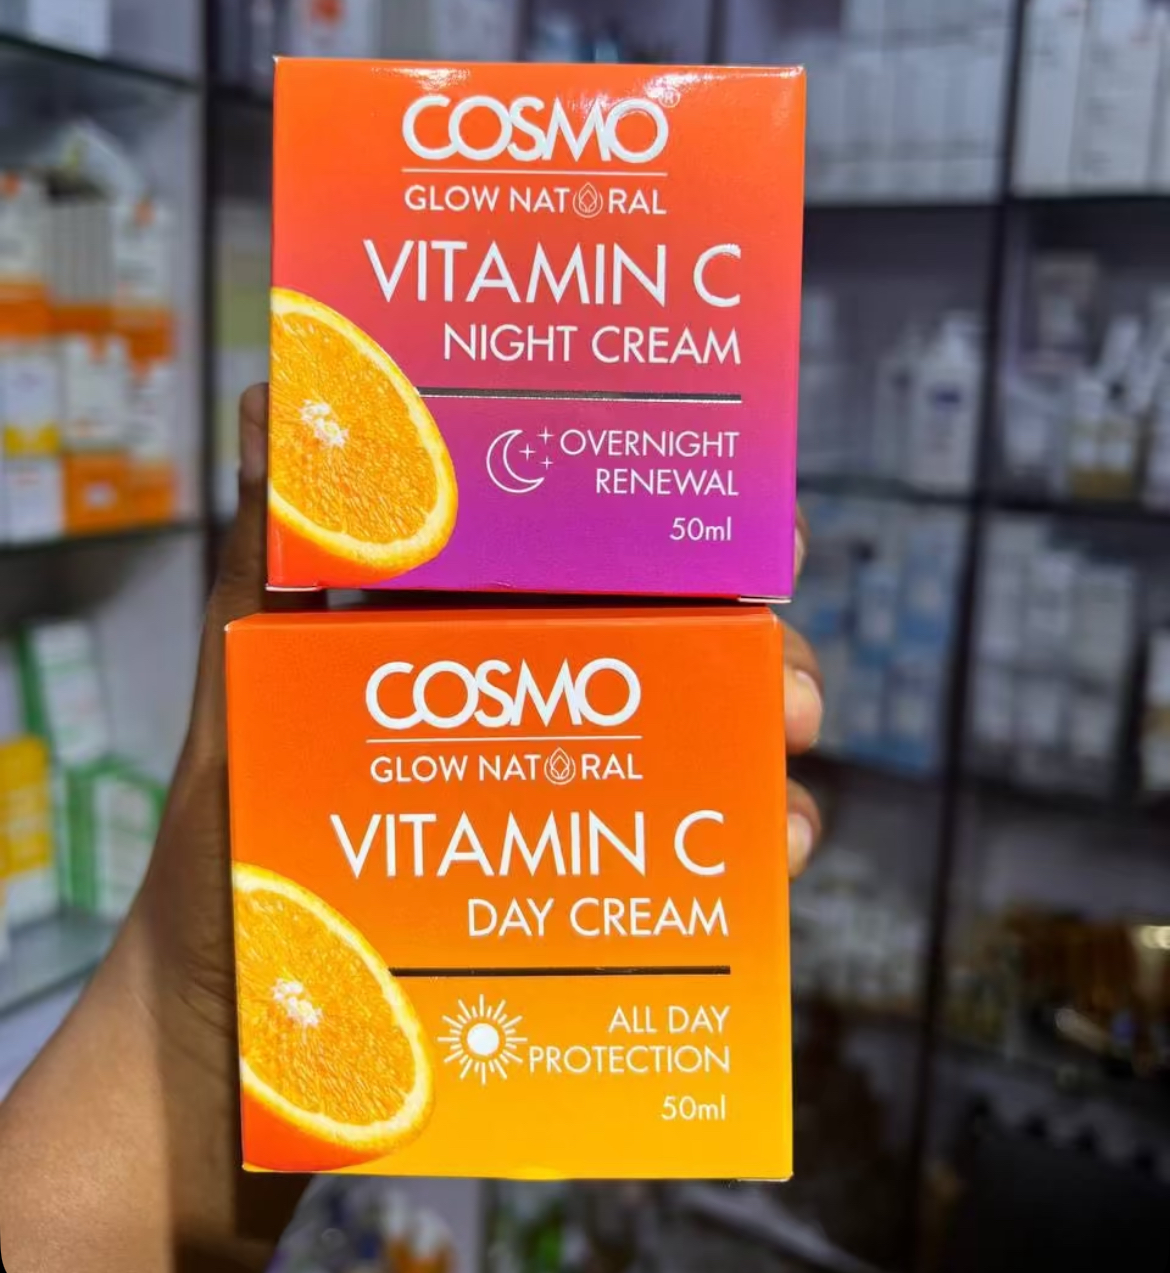 COSMO®
GLOW NATURAL
VITAMIN C
NIGHT CREAM
OVERNIGHT
RENEWAL
50ml
COSMO
GLOW NATURAL
VITAMIN C
DAY CREAM
ALL DAY
PROTECTION
50ml